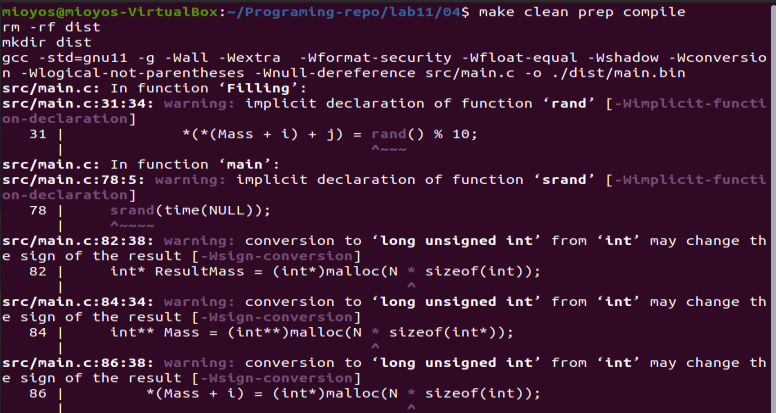 mioyos@mioyos-VirtualBox:~/Programing-repo/lab11/04$ make clean prep compile
rm -rf dist
mkdir dist
gcc -std=gnu11 -g -Wall -Wextra  -Wformat-security -Wfloat-equal -Wshadow -Wconversio
n -Wlogical-not-parentheses -Wnull-dereference src/main.c -o ./dist/main.bin
src/main.c: In function ‘Filling’:
src/main.c:31:34: warning: implicit declaration of function ‘rand’ [-Wimplicit-functi
on-declaration]
   31 |             *(*(Mass + i) + j) = rand() % 10;
      |                                  ^~~~
src/main.c: In function ‘main’:
src/main.c:78:5: warning: implicit declaration of function ‘srand’ [-Wimplicit-functi
on-declaration]
   78 |     srand(time(NULL));
      |     ^~~~~
src/main.c:82:38: warning: conversion to ‘long unsigned int’ from ‘int’ may change th
e sign of the result [-Wsign-conversion]
   82 |     int* ResultMass = (int*)malloc(N * sizeof(int));
      |                                      ^
src/main.c:84:34: warning: conversion to ‘long unsigned int’ from ‘int’ may change th
e sign of the result [-Wsign-conversion]
   84 |     int** Mass = (int**)malloc(N * sizeof(int*));
      |                                  ^
src/main.c:86:38: warning: conversion to ‘long unsigned int’ from ‘int’ may change th
e sign of the result [-Wsign-conversion]
   86 |         *(Mass + i) = (int*)malloc(N * sizeof(int));
      |                                      ^